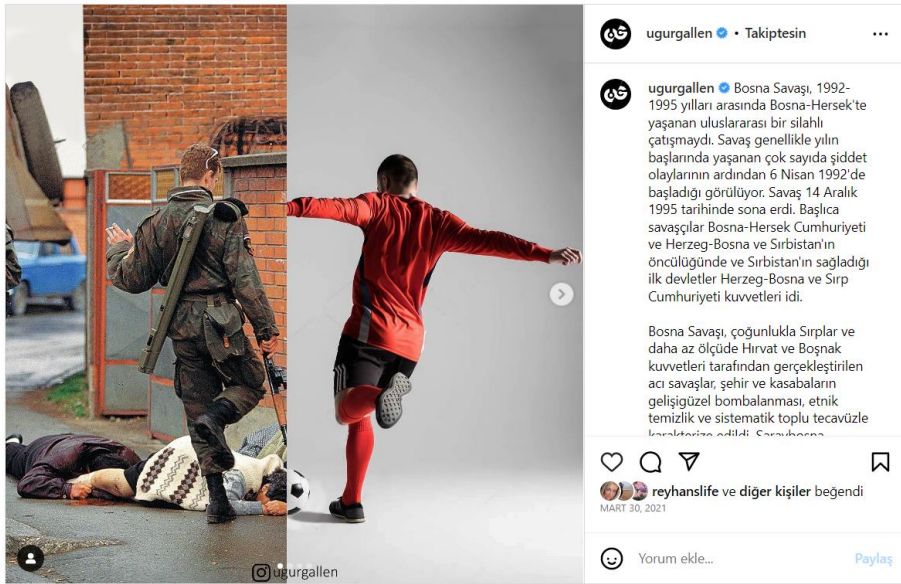 ugurgallen • Takiptesin
ugurgallen Bosna Savaşı, 1992-
1995 yılları arasında Bosna-Hersek'te
yaşanan uluslararası bir silahlı
çatışmaydı. Savaş genellikle yılın
başlarında yaşanan çok sayıda şiddet
olaylarının ardından 6 Nisan 1992'de
başladığı görülüyor. Savaş 14 Aralık
1995 tarihinde sona erdi. Başlıca
savaşçılar Bosna-Hersek Cumhuriyeti
ve Herzeg-Bosna ve Sırbistan'ın
öncülüğünde ve Sırbistan'ın sağladığı
ilk devletler Herzeg-Bosna ve Sırp
Cumhuriyeti kuvvetleri idi.
Bosna Savaşı, çoğunlukla Sırplar ve
daha az ölçüde Hırvat ve Boşnak
kuvvetleri tarafından gerçekleştirilen
acı savaşlar, şehir ve kasabaların
gelişigüzel bombalanması, etnik
temizlik ve sistematik toplu tecavüzle
karakterize edildi. Saraybosna
reyhanslife ve diğer kişiler beğendi
MART 30, 2021
Yorum ekle... Paylaş
ugurgallen